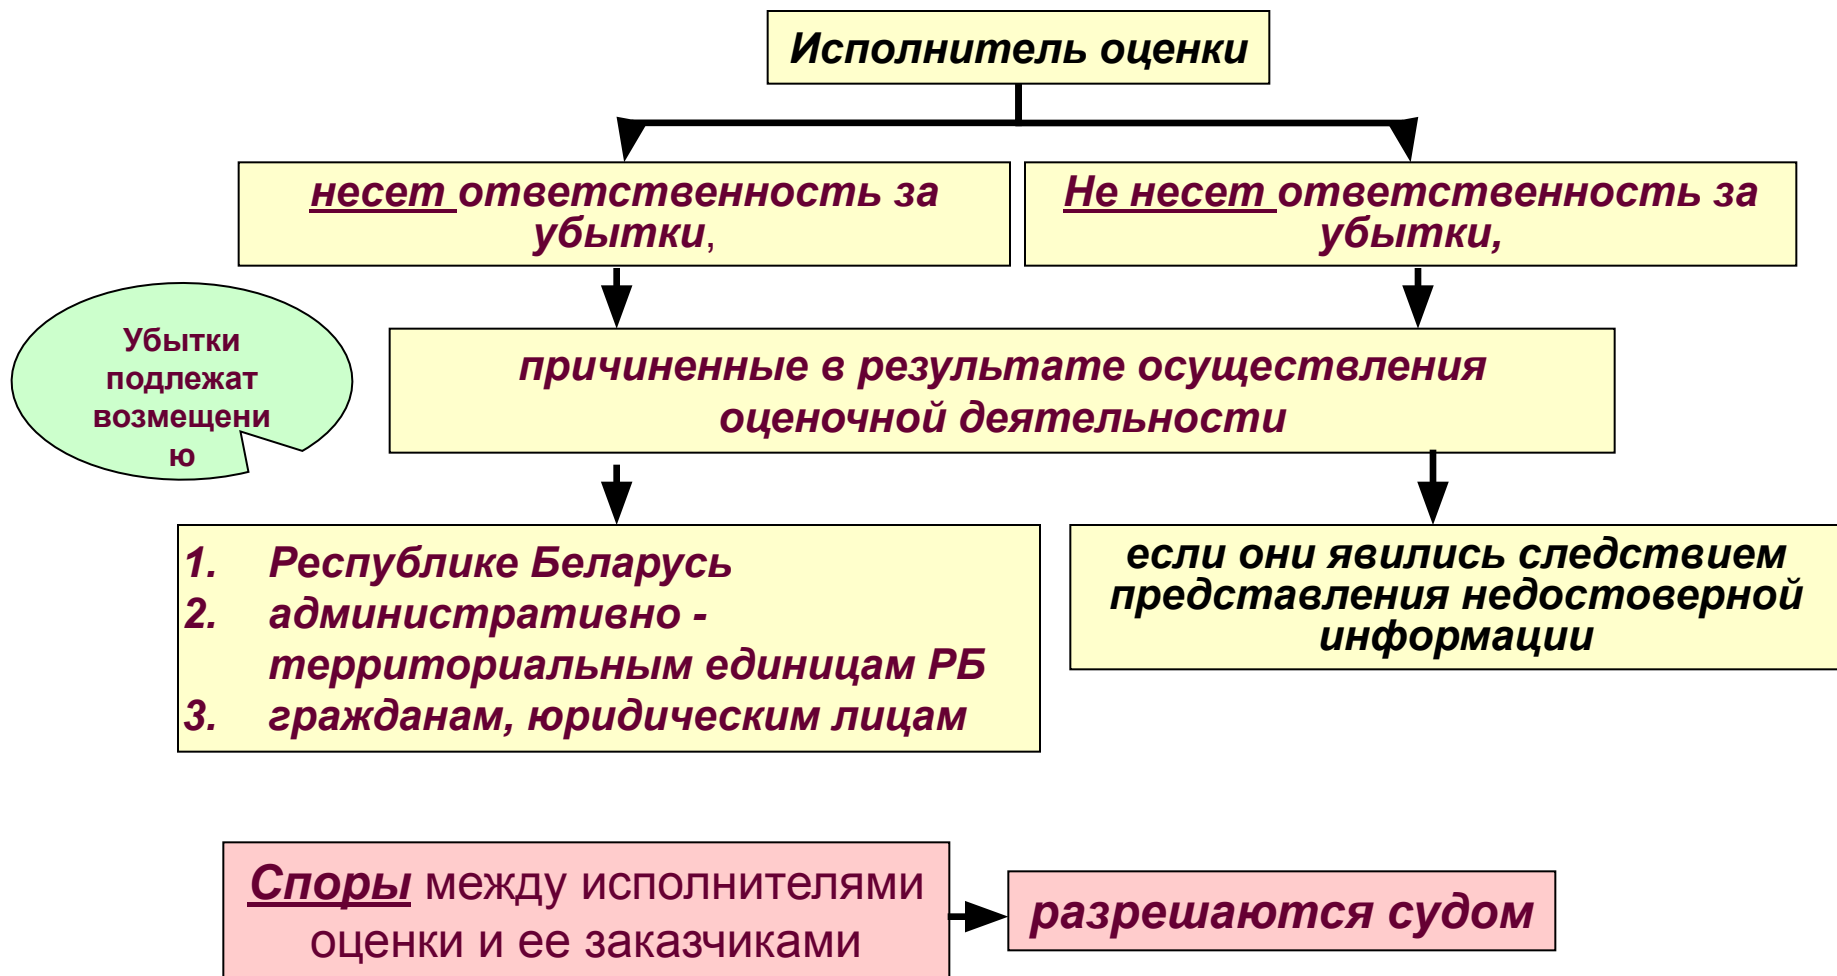 Исполнитель оценки
несет ответственность за
убытки,
Не несет ответственность за
убытки,
Убытки
подлежат
возмещени
ю
причиненные в результате осуществления
оценочной деятельности
1. Республике Беларусь
2. административно -
территориальным единицам РБ
3. гражданам, юридическим лицам
если они явились следствием
представления недостоверной
информации
Споры между исполнителями
оценки и ее заказчиками
разрешаются судом